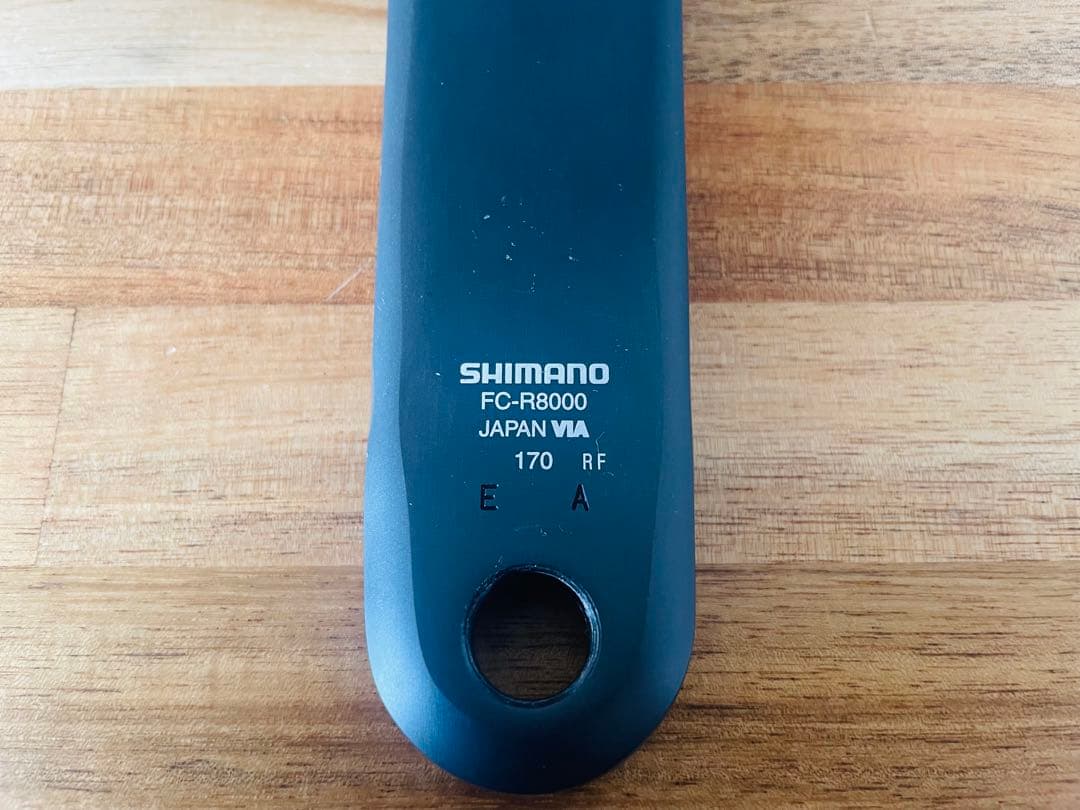 SHIMANO
FC-R8000
JAPAN VIA
170 RF
E A